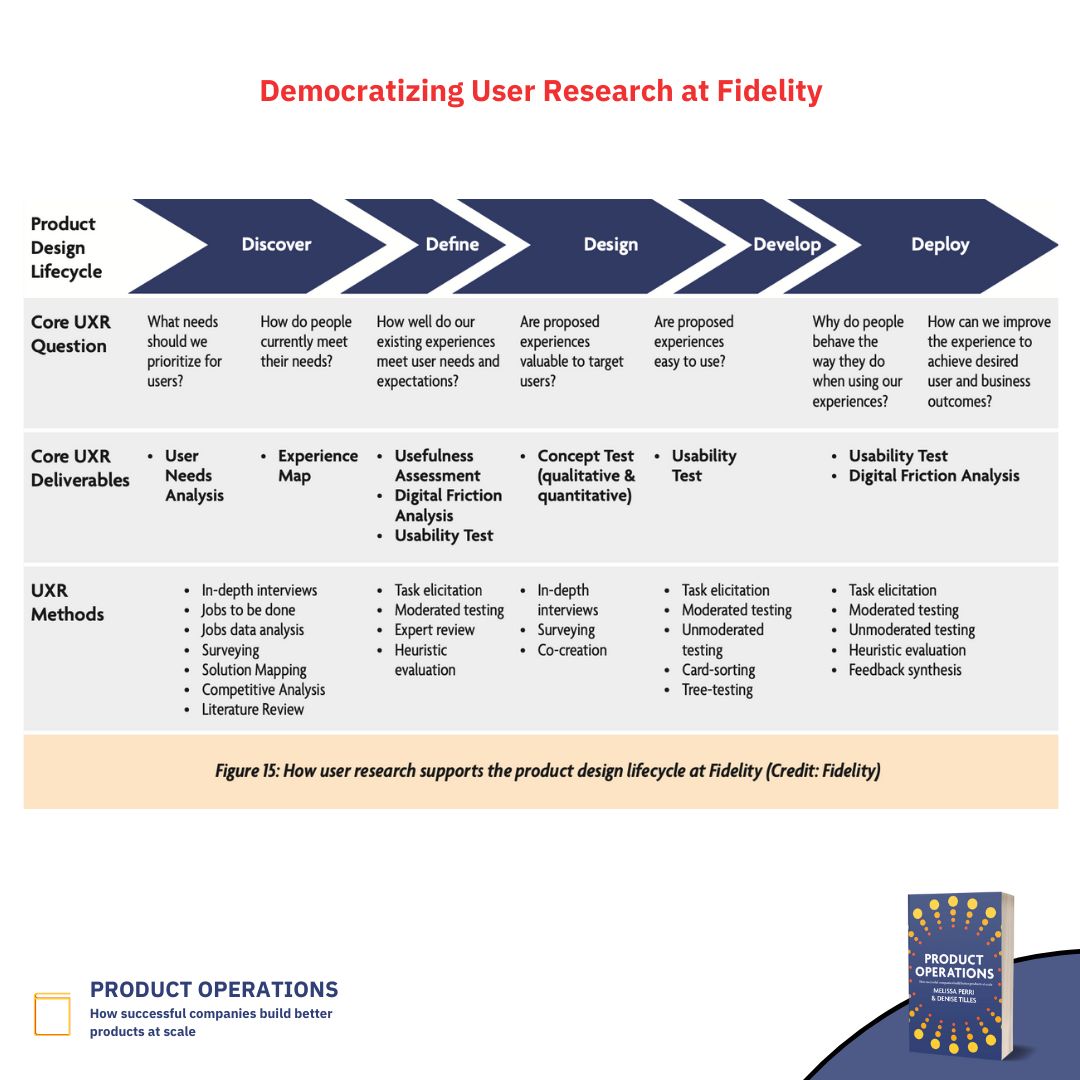 Democratizing User Research at Fidelity
Product
Design
Lifecycle
Discover
Define
Design
Develop
Deploy
Core UXR
Question
What needs
should we
prioritize for
users?
How do people
currently meet
their needs?
How well do our
existing experiences
meet user needs and
expectations?
Are proposed
experiences
valuable to target
users?
Are proposed
experiences
easy to use?
Why do people
behave the
way they do
when using our
experiences?
How can we improve
the experience to
achieve desired
user and business
outcomes?
Core UXR
Deliverables
• User
Needs
Analysis
• Experience
Map
• Usefulness
Assessment
• Digital Friction
Analysis
• Usability Test
• Concept Test
(qualitative &
quantitative)
• Usability
Test
• Usability Test
• Digital Friction Analysis
UXR
Methods
• In-depth interviews
• Jobs to be done
• Jobs data analysis
• Surveying
• Solution Mapping
• Competitive Analysis
• Literature Review
• Task elicitation
• Moderated testing
• Expert review
• Heuristic
evaluation
• In-depth
interviews
• Surveying
• Co-creation
• Task elicitation
• Moderated testing
• Unmoderated
testing
• Card-sorting
• Tree-testing
• Task elicitation
• Moderated testing
• Unmoderated testing
• Heuristic evaluation
• Feedback synthesis
Figure 15: How user research supports the product design lifecycle at Fidelity (Credit: Fidelity)
PRODUCT OPERATIONS
How successful companies build better
products at scale
PRODUCT
OPERATIONS
MELISSA PERRI
& DENISE TILLES